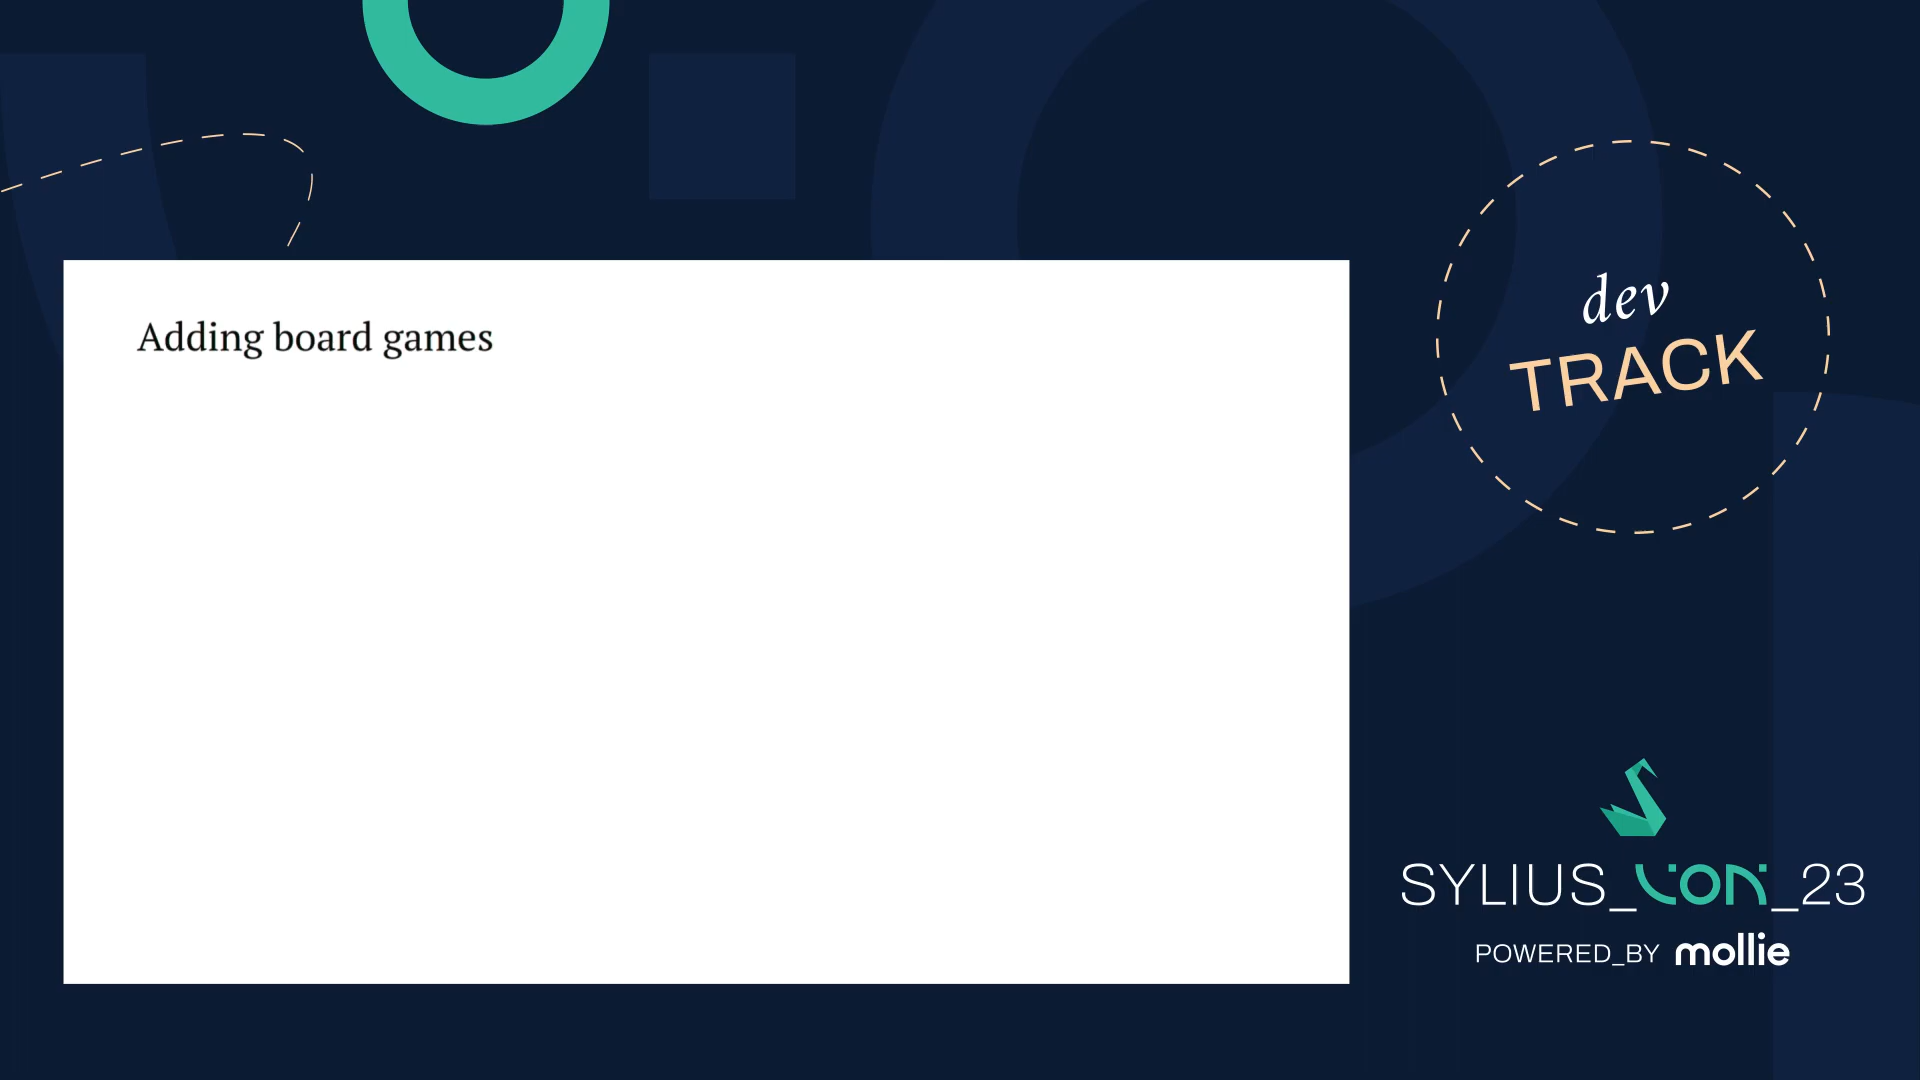 Adding board games
dev
TRACK
SYLIUS_CON_23
POWERED_BY mollie